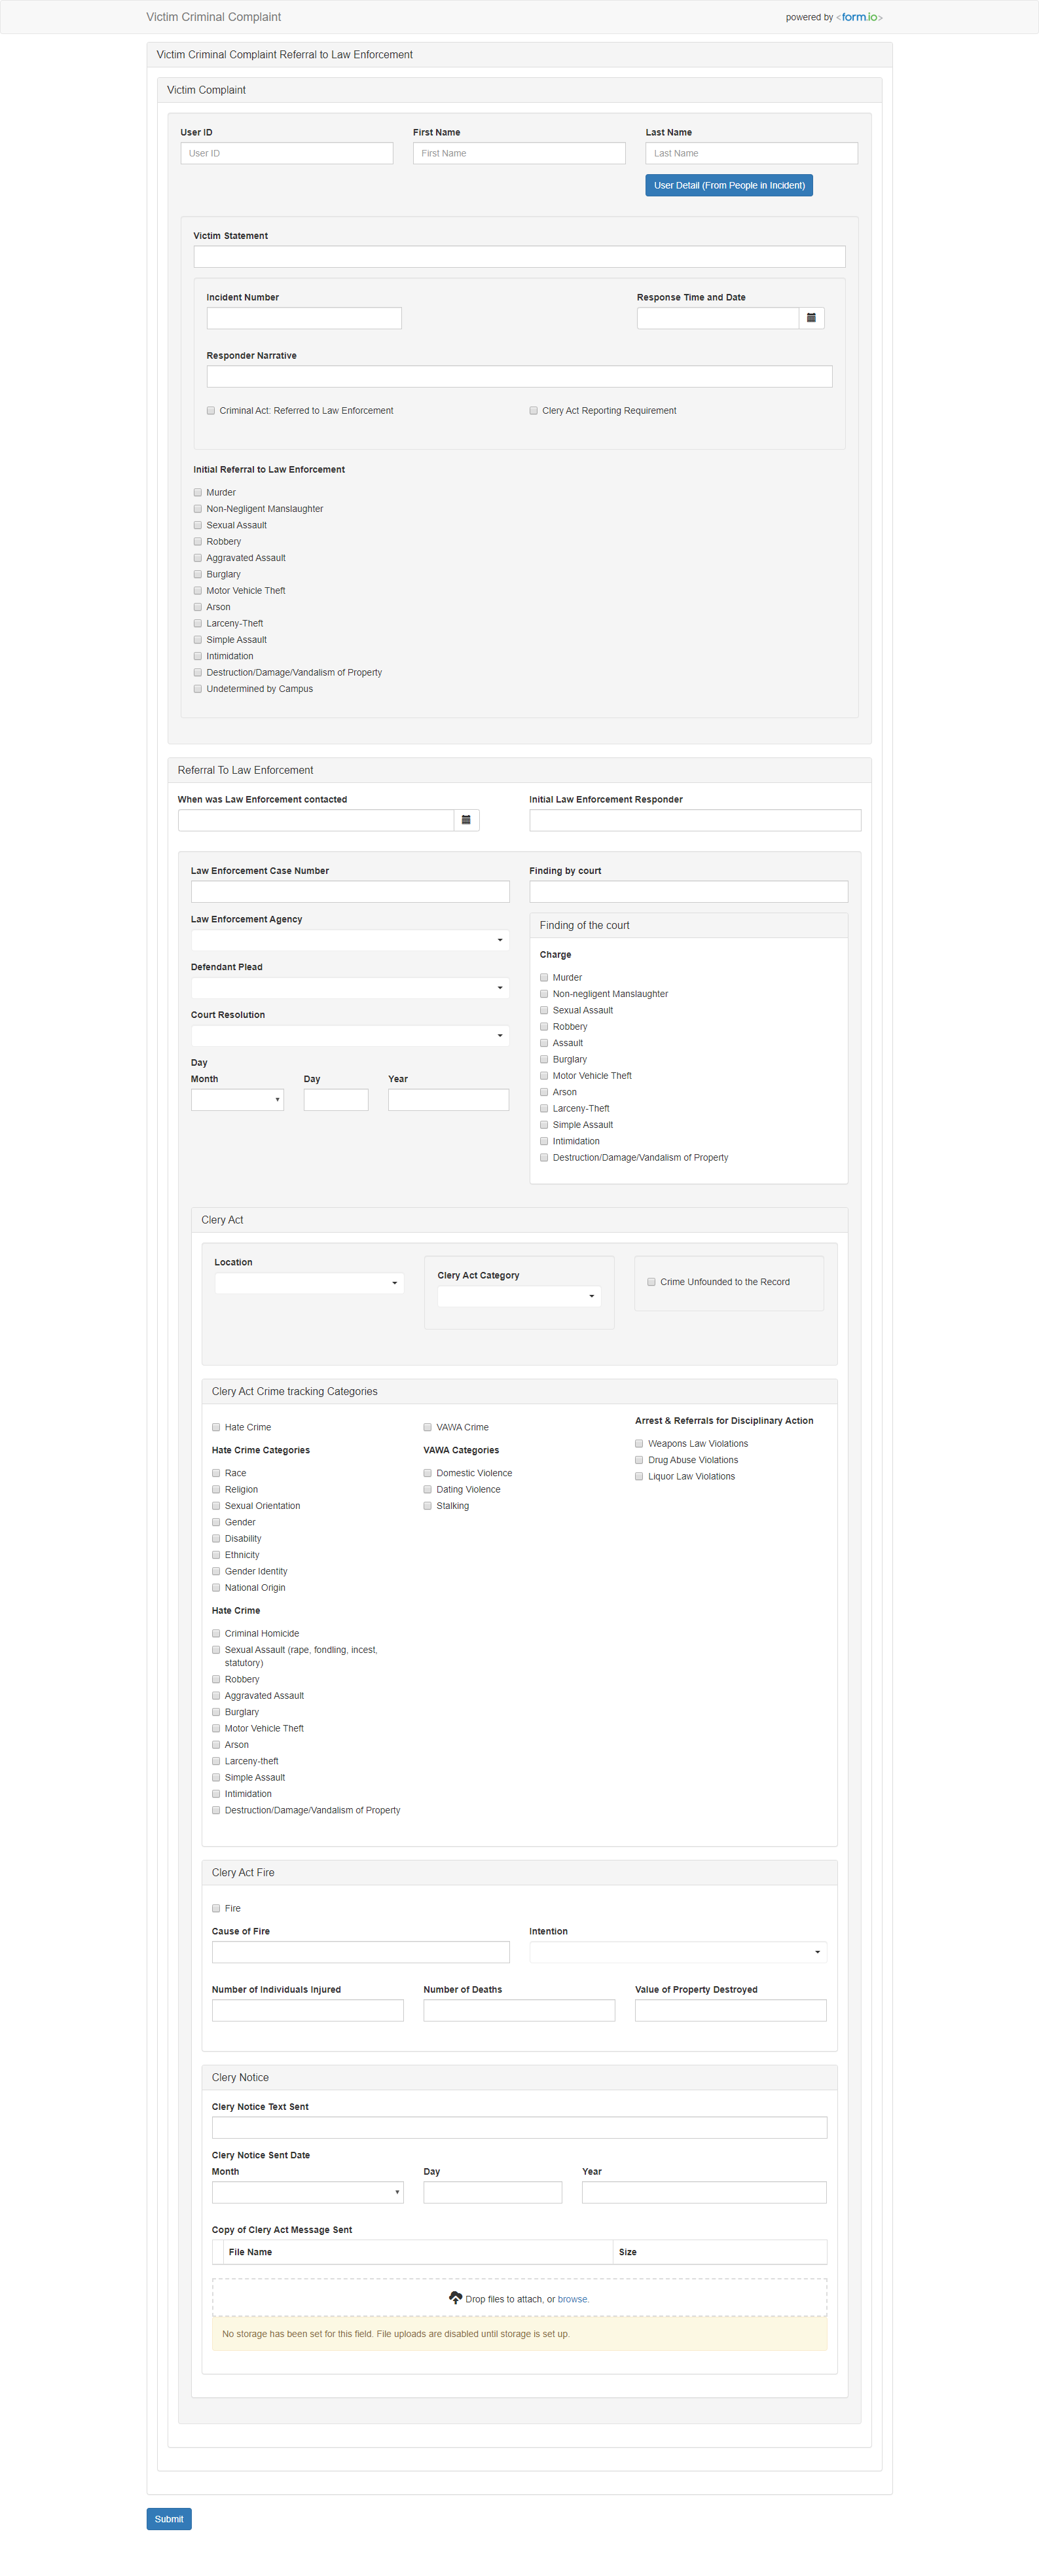 Victim Criminal Complaint
powered by <form.io>
Victim Criminal Complaint Referral to Law Enforcement
Victim Complaint
User ID First Name Last Name
User ID First Name Last Name
User Detail (From People in Incident)
Victim Statement
Incident Number Response Time and Date
Responder Narrative
Criminal Act: Referred to Law Enforcement Clery Act Reporting Requirement
Initial Referral to Law Enforcement
Murder
Non-Negligent Manslaughter
Sexual Assault
Robbery
Aggravated Assault
Burglary
Motor Vehicle Theft
Arson
Larceny-Theft
Simple Assault
Intimidation
Destruction/Damage/Vandalism of Property
Undetermined by Campus
Referral To Law Enforcement
When was Law Enforcement contacted Initial Law Enforcement Responder
Law Enforcement Case Number
Law Enforcement Agency
Defendant Plead
Court Resolution
Day
Month Day Year
Finding by court
Finding of the court
Charge
Murder
Non-negligent Manslaughter
Sexual Assault
Robbery
Assault
Burglary
Motor Vehicle Theft
Arson
Larceny-Theft
Simple Assault
Intimidation
Destruction/Damage/Vandalism of Property
Clery Act
Location
Clery Act Category
Crime Unfounded to the Record
Clery Act Crime tracking Categories
Hate Crime
Hate Crime Categories
Race
Religion
Sexual Orientation
Gender
Disability
Ethnicity
Gender Identity
National Origin
Hate Crime
Criminal Homicide
Sexual Assault (rape, fondling, incest,
statutory)
Robbery
Aggravated Assault
Burglary
Motor Vehicle Theft
Arson
Larceny-theft
Simple Assault
Intimidation
Destruction/Damage/Vandalism of Property
VAWA Crime
VAWA Categories
Domestic Violence
Dating Violence
Stalking
Arrest & Referrals for Disciplinary Action
Weapons Law Violations
Drug Abuse Violations
Liquor Law Violations
Clery Act Fire
Fire
Cause of Fire Intention
Number of Individuals Injured Number of Deaths Value of Property Destroyed
Clery Notice
Clery Notice Text Sent
Clery Notice Sent Date
Month Day Year
Copy of Clery Act Message Sent
File Name Size
Drop files to attach, or browse.
No storage has been set for this field. File uploads are disabled until storage is set up.
Submit